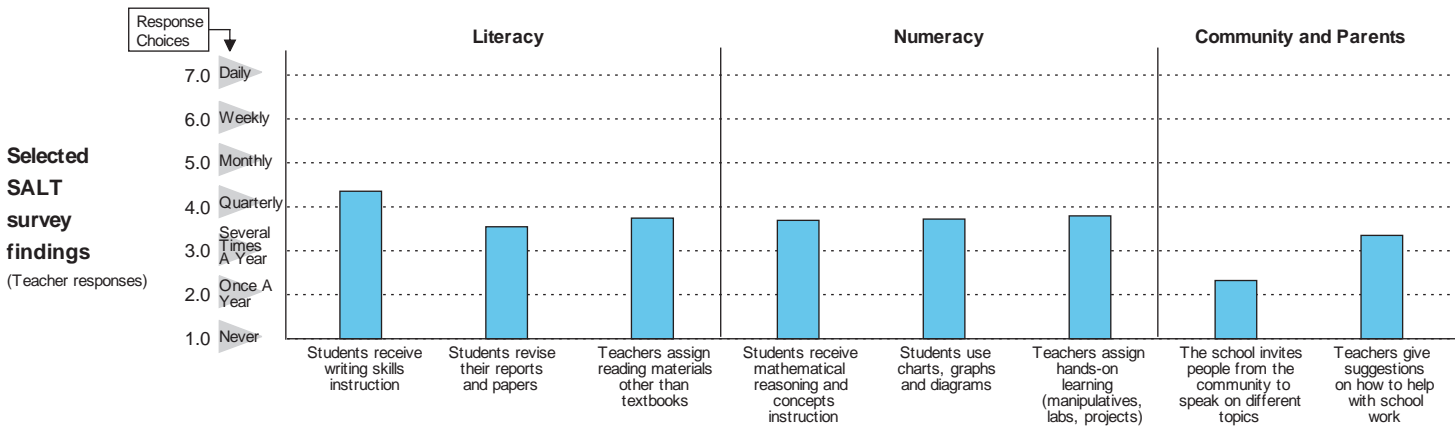 Response
Choices
Literacy
Numeracy
Community and Parents
7.0 Daily
6.0 Weekly
5.0 Monthly
4.0 Quarterly
Several
3.0 Times
A Year
2.0 Once A
Year
1.0 Never
Selected
SALT
survey
findings
(Teacher responses)
Students receive
writing skills
instruction
Students revise
their reports
and papers
Teachers assign
reading materials
other than
textbooks
Students receive
mathematical
reasoning and
concepts
instruction
Students use
charts, graphs
and diagrams
Teachers assign
hands-on
learning
(manipulatives,
labs, projects)
The school invites
people from the
community to
speak on different
topics
Teachers give
suggestions
on how to help
with school
work